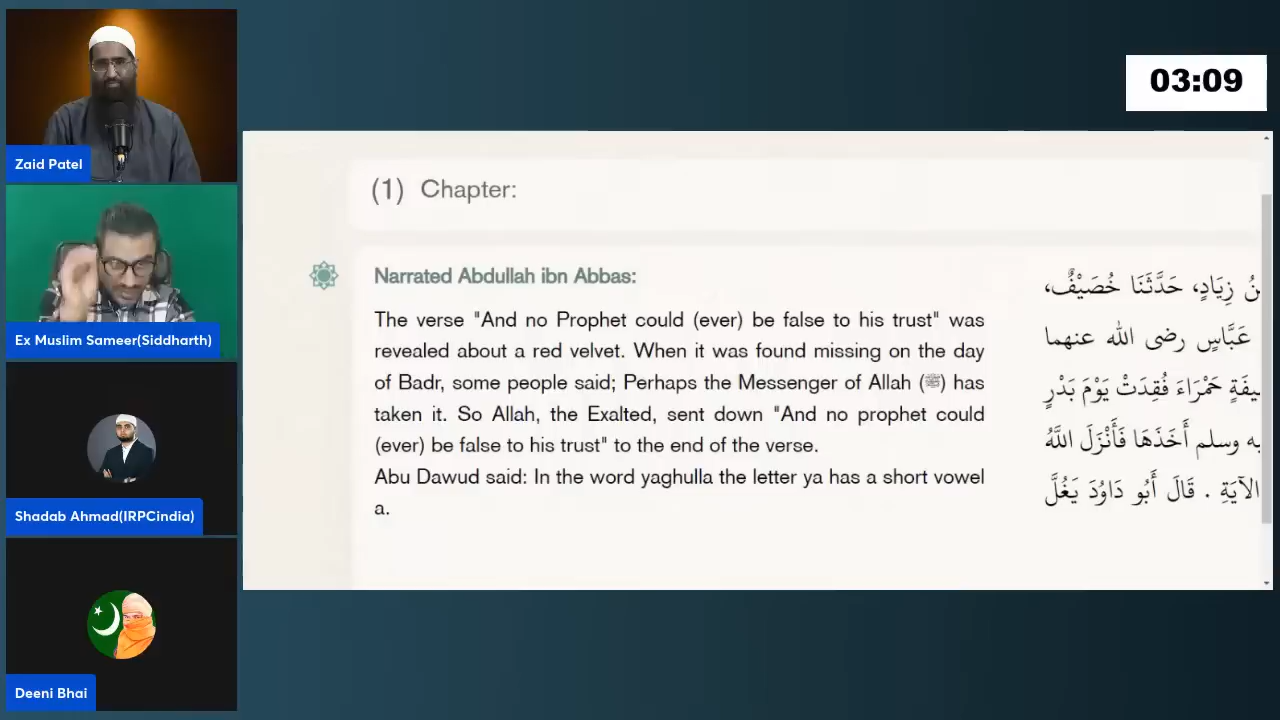 Zaid Patel
Ex Muslim Sameer(Siddharth)
Shadab Ahmad(IRPCindia)
Deeni Bhai
03:09
(1) Chapter:
Narrated Abdullah ibn Abbas:
The verse "And no Prophet could (ever) be false to his trust" was
revealed about a red velvet. When it was found missing on the day
of Badr, some people said; Perhaps the Messenger of Allah (ﷺ) has
taken it. So Allah, the Exalted, sent down "And no prophet could
(ever) be false to his trust" to the end of the verse.
Abu Dawud said: In the word yaghulla the letter ya has a short vowel
a.
زِيَادٍ، حَدَّثَنَا خُصَيْفٌ،
عَبَّاسٍ رضى الله عنهما
حَمْرَاءَ فُقِدَتْ يَوْمَ بَدْرٍ
وسلم أَخَذَهَا فَأَنْزَلَ اللَّهُ
الآيَةِ . قَالَ أَبُو دَاوُدَ يَغُلَّ